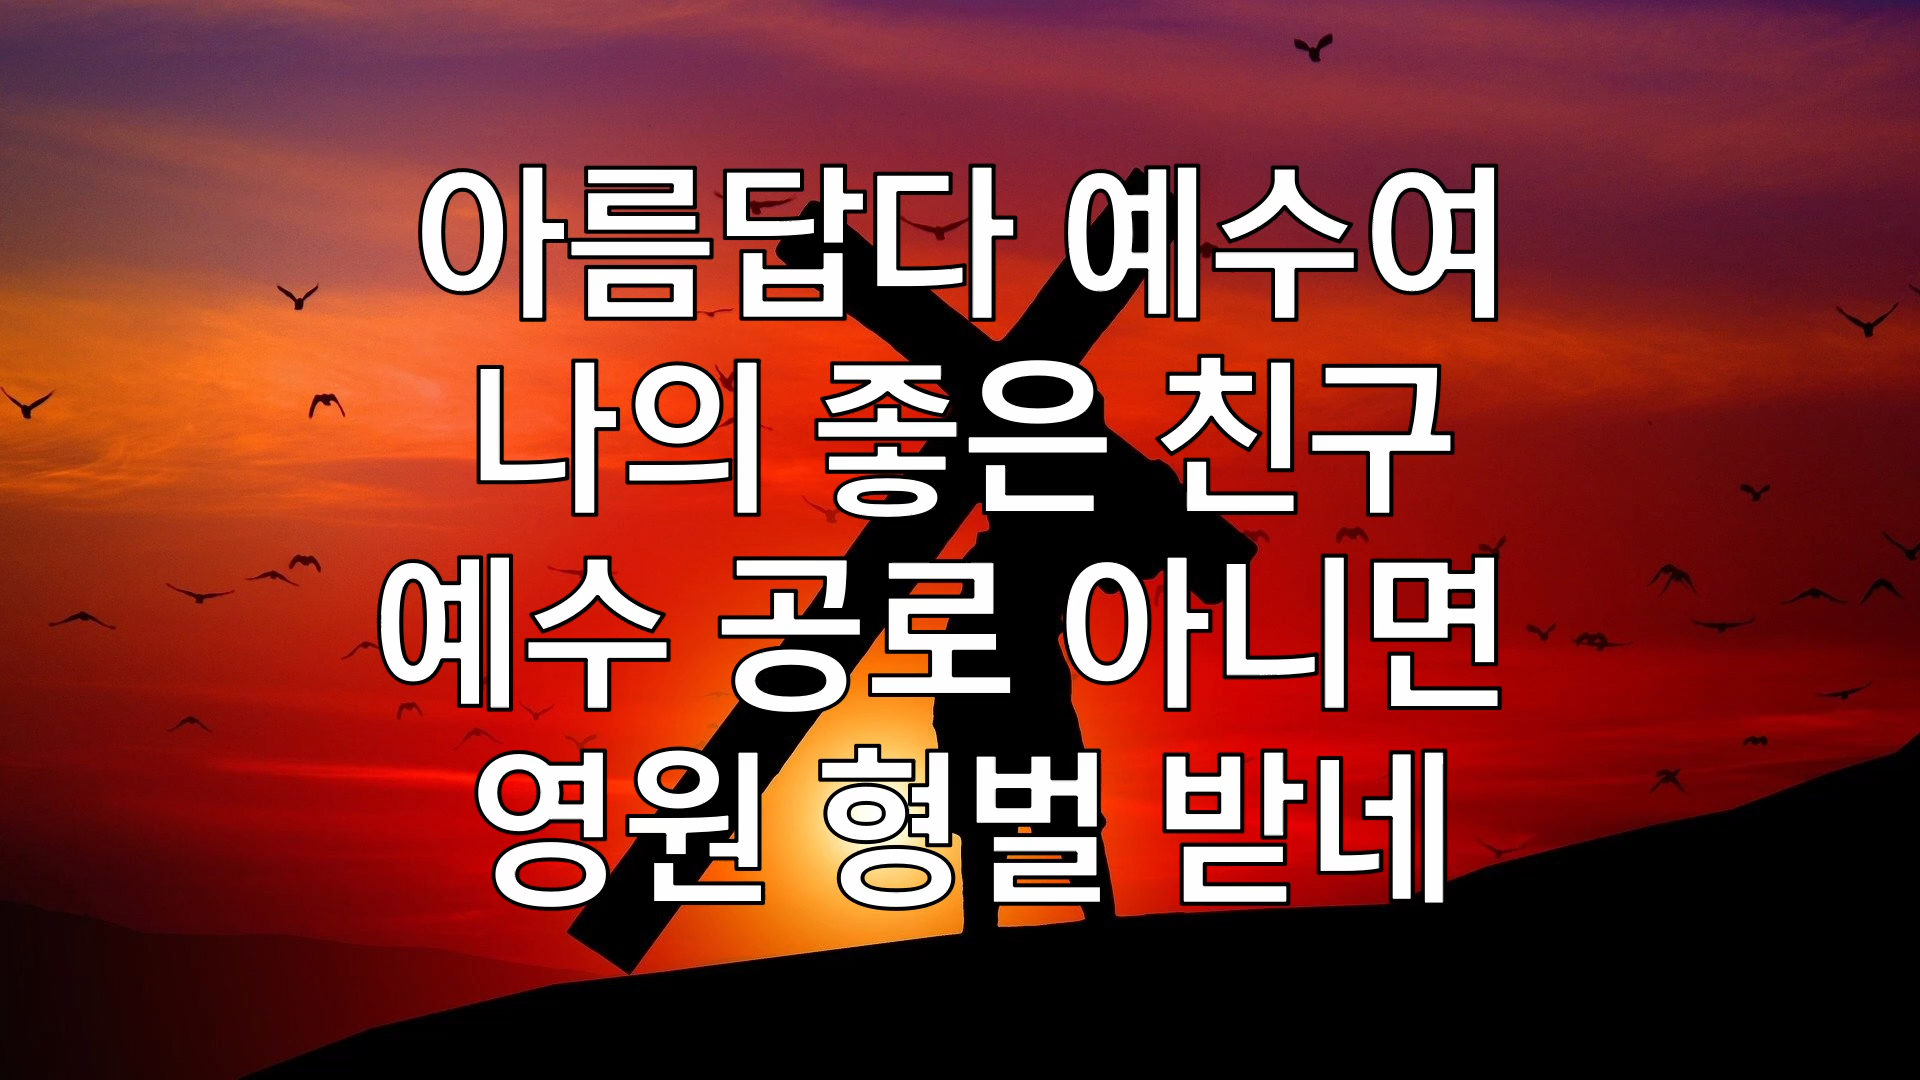 아름답다 예수여
나의 좋은 친구
예수 공로 아니면
영원 형벌 받네